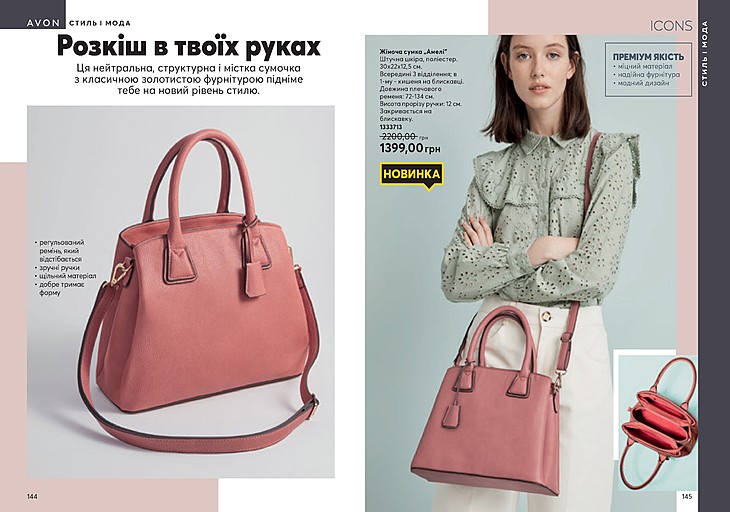 AVON СТИЛЬ І МОДА
Розкіш в твоїх руках
Ця нейтральна, структурна і містка сумочка
з класичною золотистою фурнітурою підніме
тебе на новий рівень стилю.
• регульований
ремінь, який
відстібається
• зручні ручки
• щільний матеріал
• добре тримає
форму
144
ICONS
Жіноча сумка „Амелі"
Штучна шкіра, поліестер.
30х22х12,5 см.
Всередині 3 відділення; в
1-му - кишеня на блискавці.
Довжина плечового
ременя: 72-134 см.
Висота прорізу ручки: 12 см.
Закривається на
блискавку.
1333713
2200,00 грн
1399,00 грн
НОВИНКА
ПРЕМІУМ ЯКІСТЬ
• міцний матеріал
• надійна фурнітура
• модний дизайн
СТИЛЬ І МОДА
145